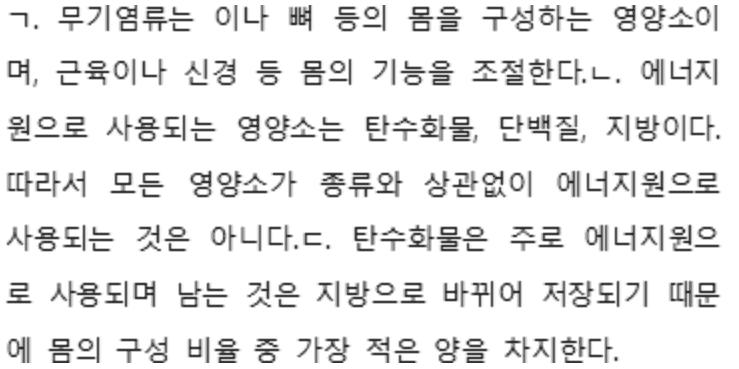 ㄱ. 무기염류는 이나 뼈 등의 몸을 구성하는 영양소이
며, 근육이나 신경 등 몸의 기능을 조절한다.ㄴ. 에너지
원으로 사용되는 영양소는 탄수화물, 단백질, 지방이다.
따라서 모든 영양소가 종류와 상관없이 에너지원으로
사용되는 것은 아니다.ㄷ. 탄수화물은 주로 에너지원으
로 사용되며 남는 것은 지방으로 바뀌어 저장되기 때문
에 몸의 구성 비율 중 가장 적은 양을 차지한다.